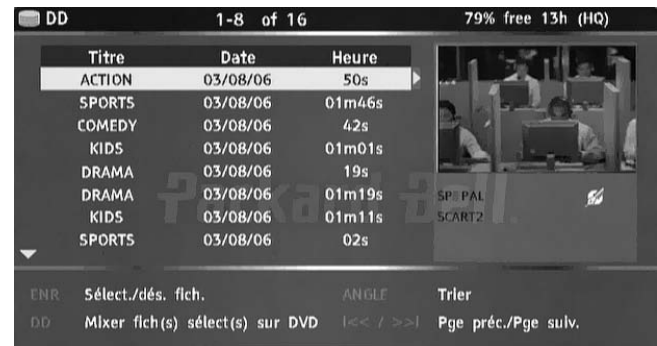 DD 1-8 of 16 79% free 13h (HQ)
Titre Date Heure
ACTION 03/08/06 50s
SPORTS 03/08/06 01m46s
COMEDY 03/08/06 42s
KIDS 03/08/06 01m01s
DRAMA 03/08/06 19s
DRAMA 03/08/06 01m19s
KIDS 03/08/06 01m11s
SPORTS 03/08/06 02s
Packard Bell.
SP PAL
SCART2
ENR Sélect./dés. fich. ANGLE Trier
DD Mixer fich(s) sélect(s) sur DVD |<< / >>| Pge préc./Pge suiv.